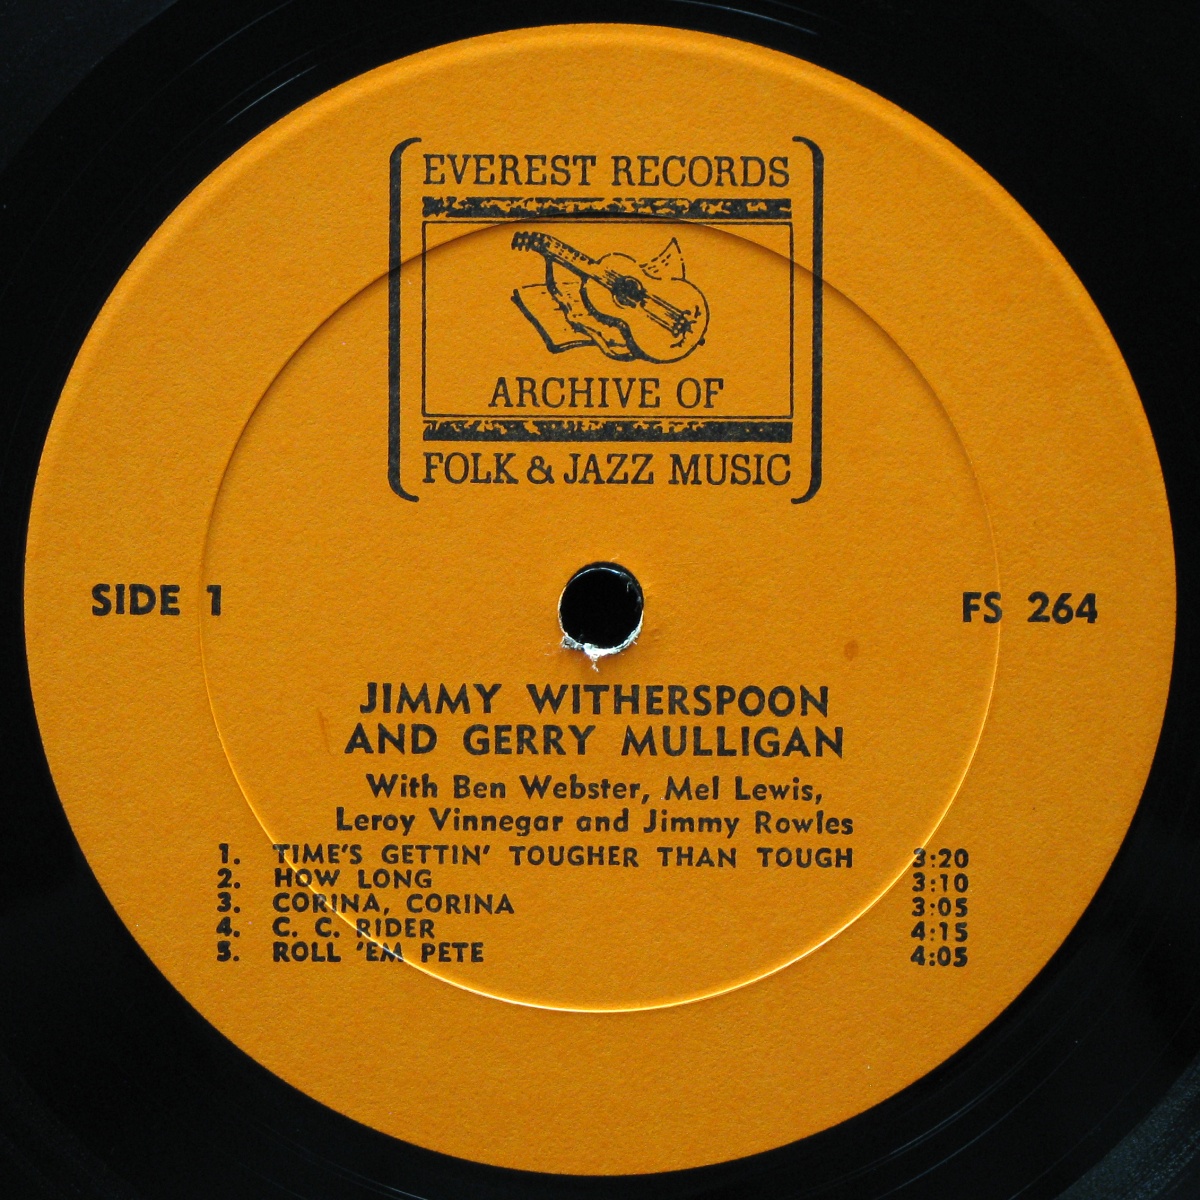 EVEREST RECORDS
ARCHIVE OF
FOLK & JAZZ MUSIC
SIDE 1
FS 264
JIMMY WITHERSPOON
AND GERRY MULLIGAN
With Ben Webster, Mel Lewis,
Leroy Vinnegar and Jimmy Rowles
1. TIME'S GETTIN' TOUGHER THAN TOUGH 3:20
2. HOW LONG 3:10
3. CORINA, CORINA 3:05
4. C. C. RIDER 4:15
5. ROLL 'EM PETE 4:05